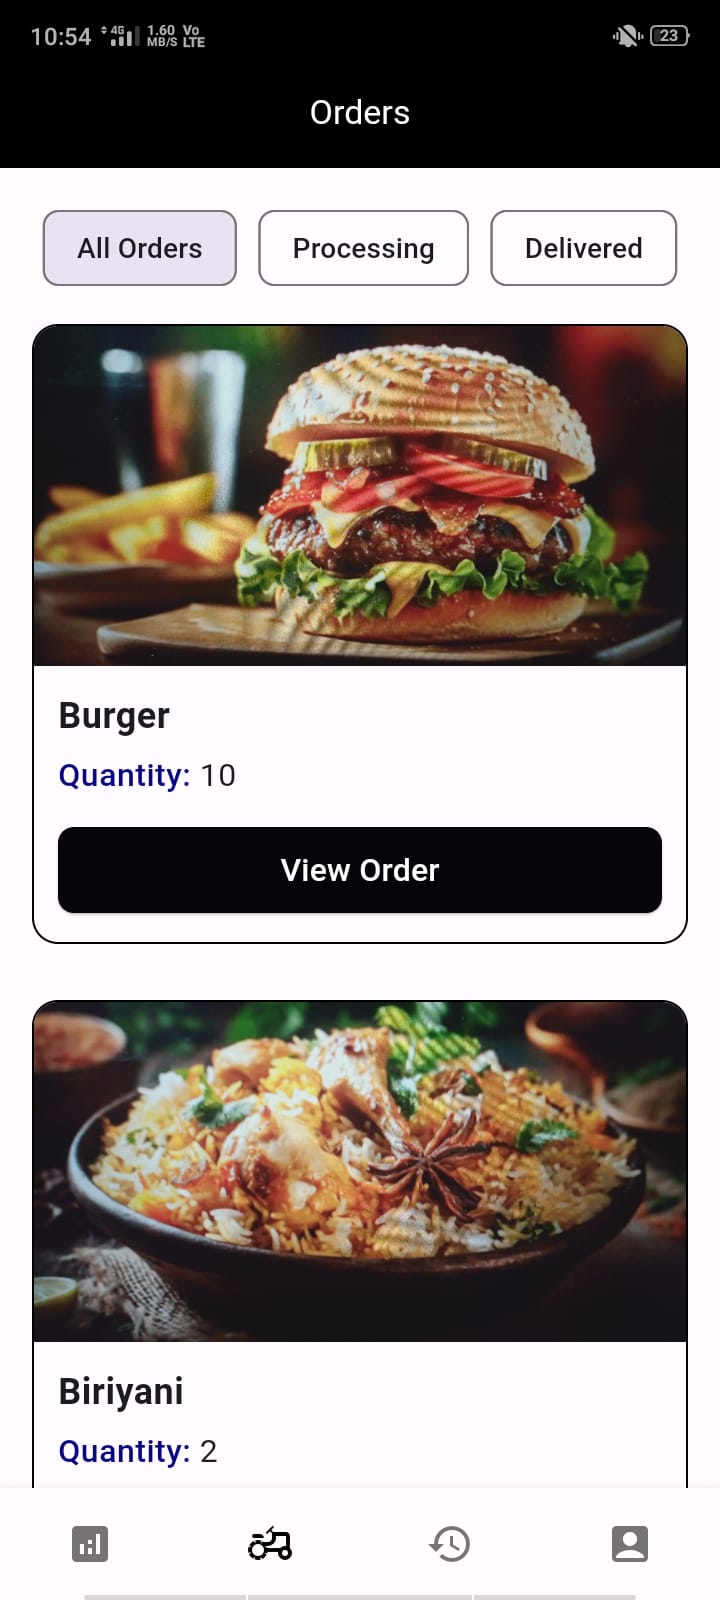 10:54 4G 1.60 MB/S Vo LTE 23
Orders
All Orders Processing Delivered
Burger
Quantity: 10
View Order
Biriyani
Quantity: 2